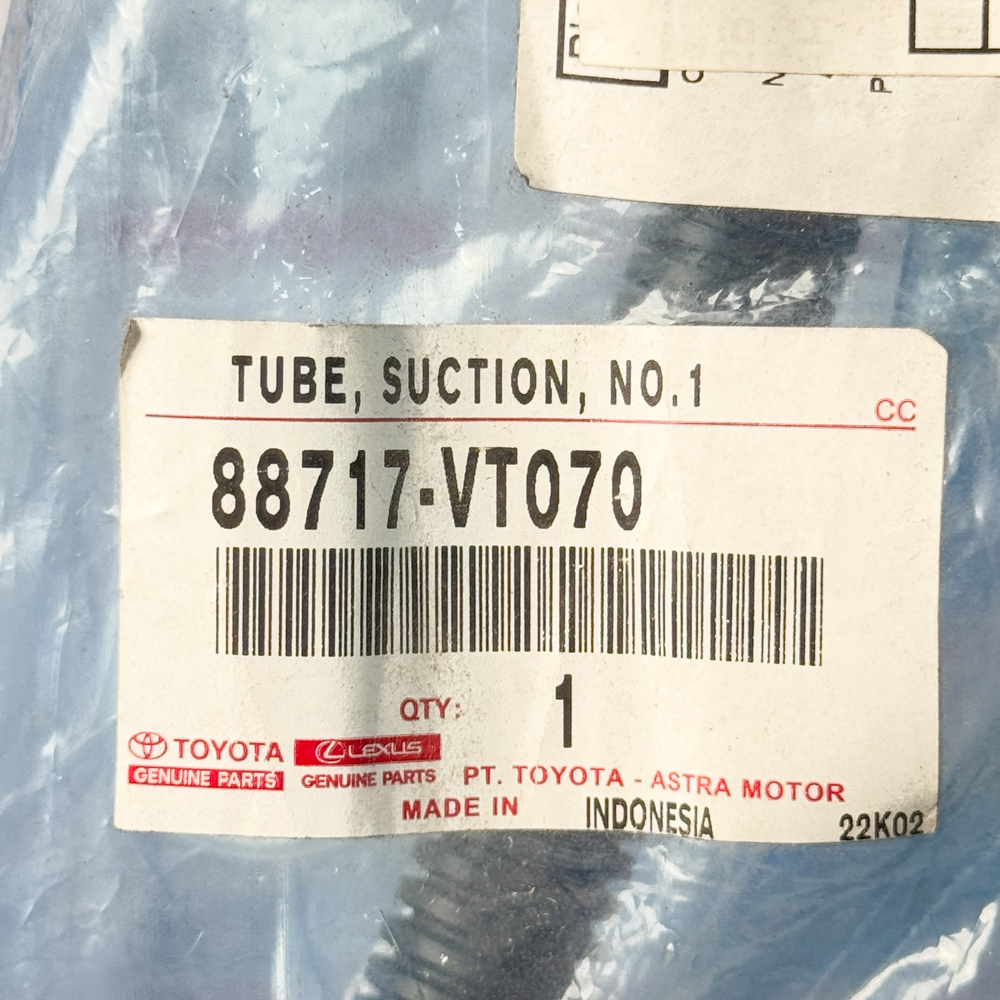 TUBE, SUCTION, NO.1
CC
88717-VT070
QTY: 1
TOYOTA LEXUS
GENUINE PARTS GENUINE PARTS PT. TOYOTA - ASTRA MOTOR
MADE IN INDONESIA 22K02